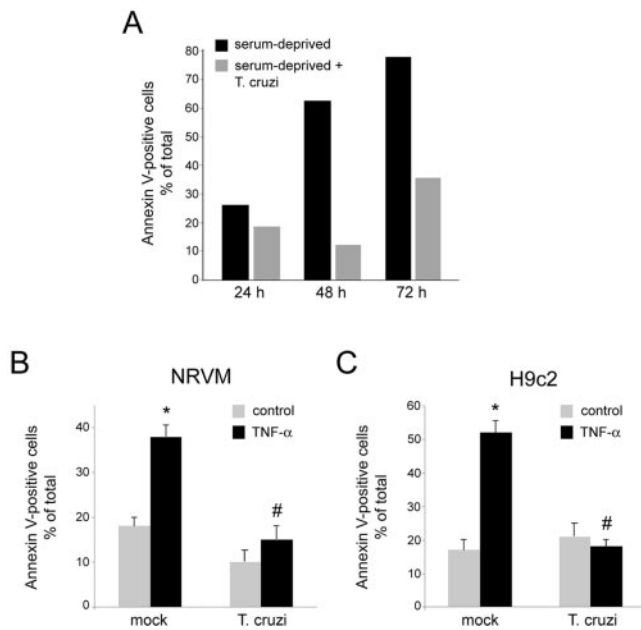 A
80
70
60
50
40
30
20
10
0
Annexin V-positive cells
% of total
serum-deprived
serum-deprived +
T. cruzi
24 h 48 h 72 h
B
NRVM
40
30
20
10
0
Annexin V-positive cells
% of total
control
TNF-α
*
#
mock T. cruzi
C
H9c2
60
50
40
30
20
10
0
Annexin V-positive cells
% of total
control
TNF-α
*
#
mock T. cruzi